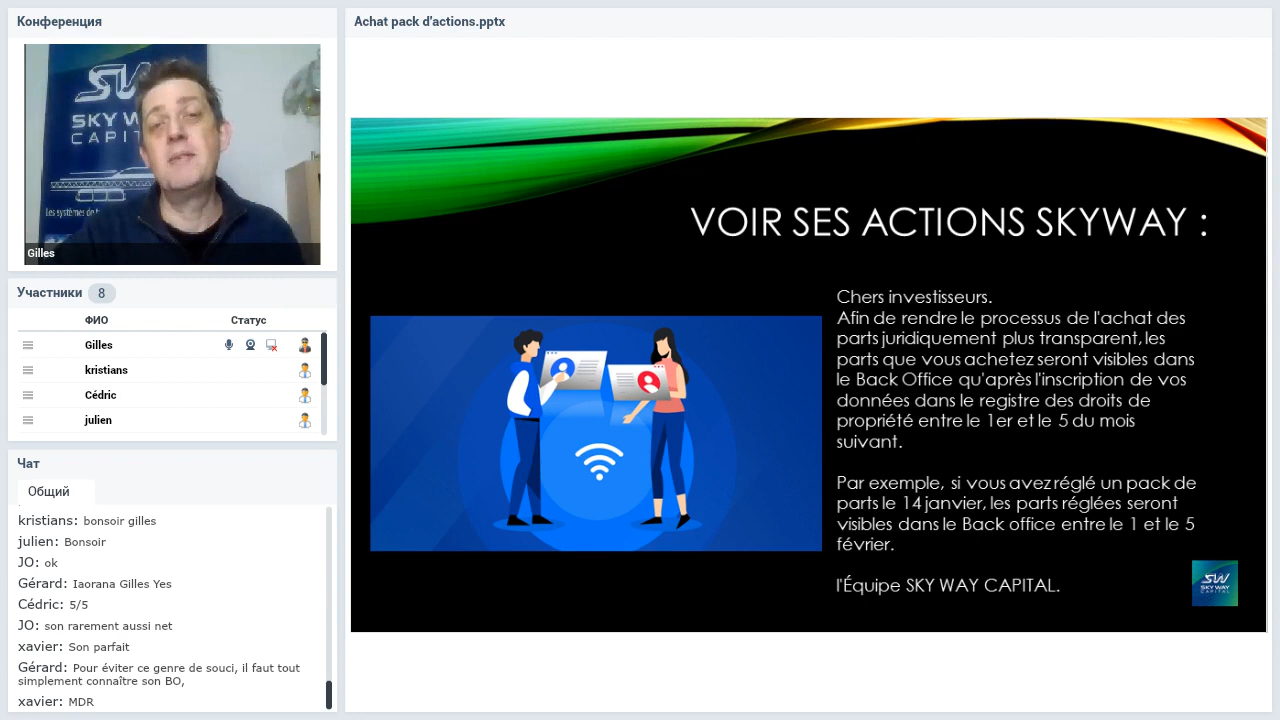 Конференция
SW
SKY WAY
CAPITAL
Les systèmes de
Gilles
Участники 8
ФИО Статус
Gilles
kristians
Cédric
julien
Чат
Общий
kristians: bonsoir gilles
julien: Bonsoir
JO: ok
Gérard: Iaorana Gilles Yes
Cédric: 5/5
JO: son rarement aussi net
xavier: Son parfait
Gérard: Pour éviter ce genre de souci, il faut tout
simplement connaître son BO,
xavier: MDR
Achat pack d'actions.pptx
VOIR SES ACTIONS SKYWAY :
Chers investisseurs.
Afin de rendre le processus de l'achat des
parts juridiquement plus transparent, les
parts que vous achetez seront visibles dans
le Back Office qu'après l'inscription de vos
données dans le registre des droits de
propriété entre le 1er et le 5 du mois
suivant.
Par exemple, si vous avez réglé un pack de
parts le 14 janvier, les parts réglées seront
visibles dans le Back office entre le 1 et le 5
février.
l'Équipe SKY WAY CAPITAL.
SW
SKY WAY
CAPITAL